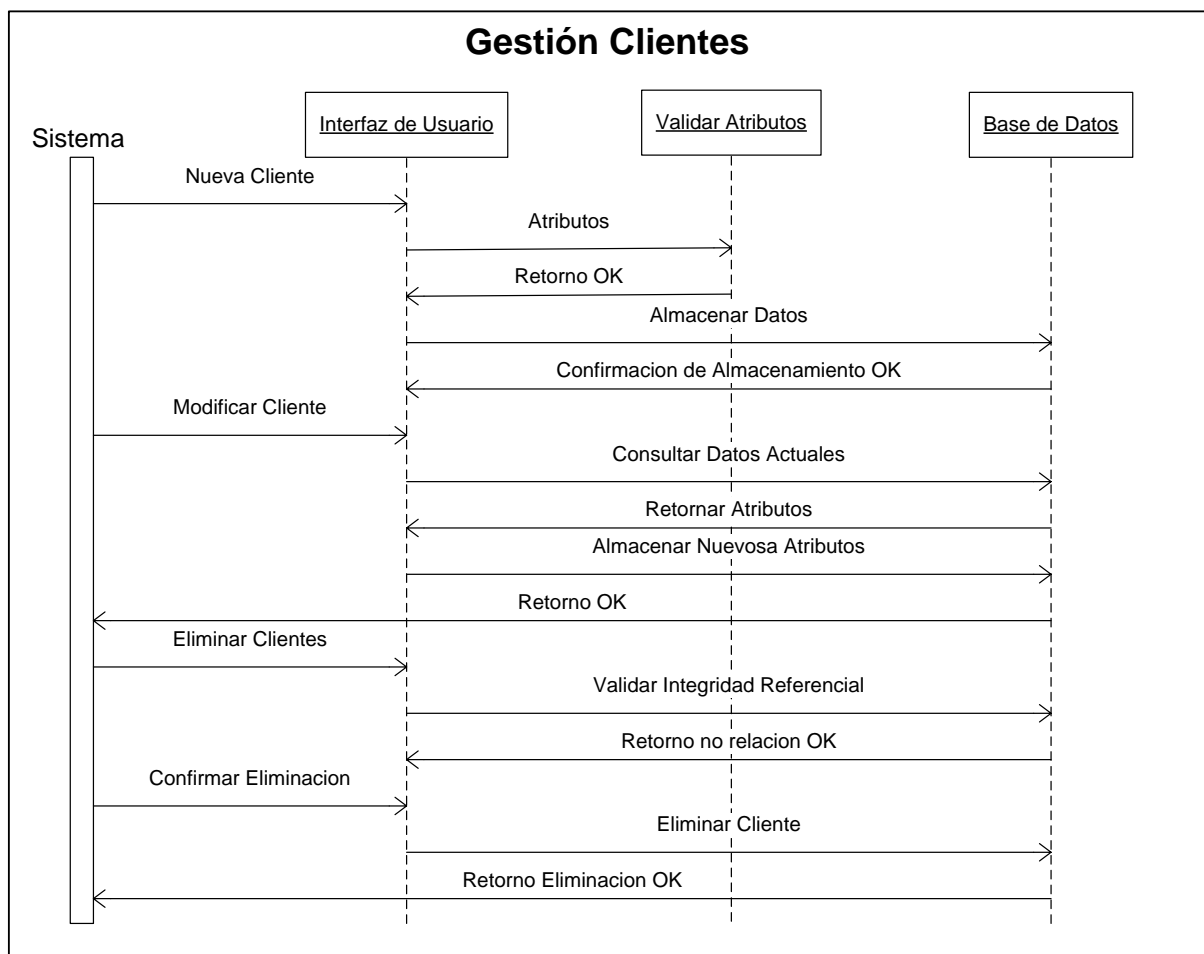 Gestión Clientes
Interfaz de Usuario
Validar Atributos
Base de Datos
Sistema
Nueva Cliente
Atributos
Retorno OK
Almacenar Datos
Confirmacion de Almacenamiento OK
Modificar Cliente
Consultar Datos Actuales
Retornar Atributos
Almacenar Nuevosa Atributos
Retorno OK
Eliminar Clientes
Validar Integridad Referencial
Retorno no relacion OK
Confirmar Eliminacion
Eliminar Cliente
Retorno Eliminacion OK